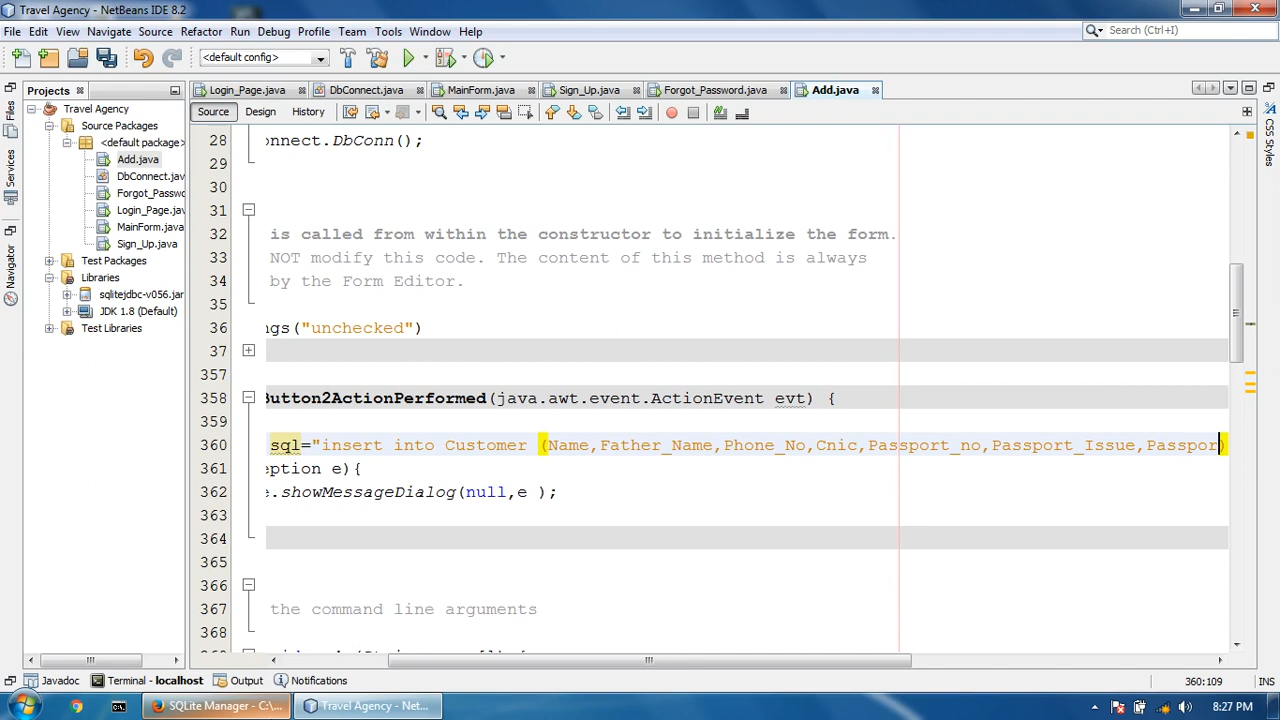 Travel Agency - NetBeans IDE 8.2
File Edit View Navigate Source Refactor Run Debug Profile Team Tools Window Help
Search (Ctrl+I)
<default config>
Projects
Login_Page.java DbConnect.java MainForm.java Sign_Up.java Forgot_Password.java Add.java
Source Design History
Files
Services
Navigator
CSS Styles
Travel Agency
Source Packages
<default package>
Add.java
DbConnect.jav
Forgot_Passwo
Login_Page.jav
MainForm.java
Sign_Up.java
Test Packages
Libraries
sqlitejdbc-v056.jar
JDK 1.8 (Default)
Test Libraries
28 onnect.DbConn();
29
30
31
32 is called from within the constructor to initialize the form.
33 NOT modify this code. The content of this method is always
34 by the Form Editor.
35
36 ngs("unchecked")
37
357
358 Button2ActionPerformed(java.awt.event.ActionEvent evt) {
359
360 sql="insert into Customer (Name,Father_Name,Phone_No,Cnic,Passport_no,Passport_Issue,Passpor)
361 eption e){
362 e.showMessageDialog(null,e );
363
364
365
366
367 the command line arguments
368
Javadoc Terminal - localhost Output Notifications
360:109 INS
SQLite Manager - C:\... Travel Agency - Net... 8:27 PM